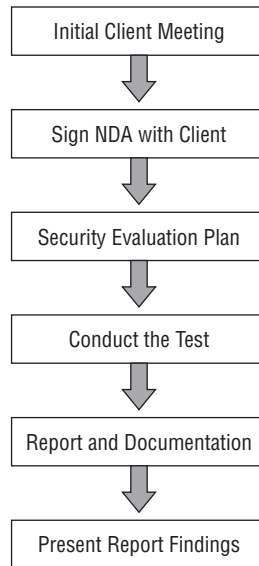 Initial Client Meeting
Sign NDA with Client
Security Evaluation Plan
Conduct the Test
Report and Documentation
Present Report Findings